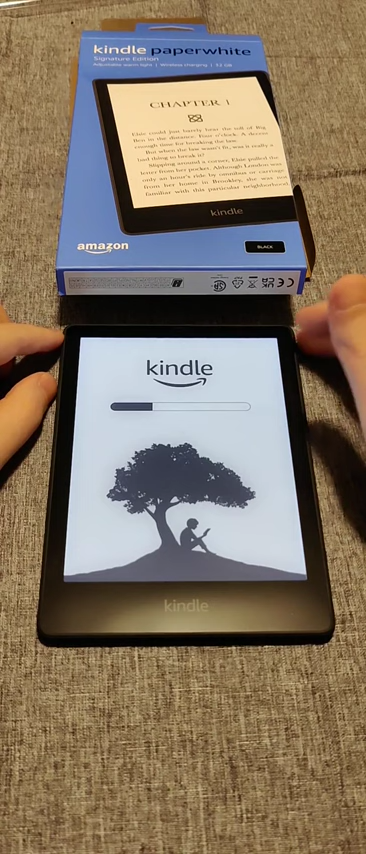 kindle paperwhite
Signature Edition
Adjustable warm light | Wireless charging | 32 GB
CHAPTER 1
Elsie could just barely hear the toll of Big
Ben in the distance. Four o'clock. A decent
enough time for breaking the law.
But when the law wasn't fit, was it really a
bad thing to break it?
Slipping around a corner, Elsie pulled the
letter from her pocket. Although London was
only an hour's ride by omnibus or carriage
from her home in Brookley, she was not
familiar with this particular neighborhood.
kindle
amazon
BLACK
CE
kindle
kindle